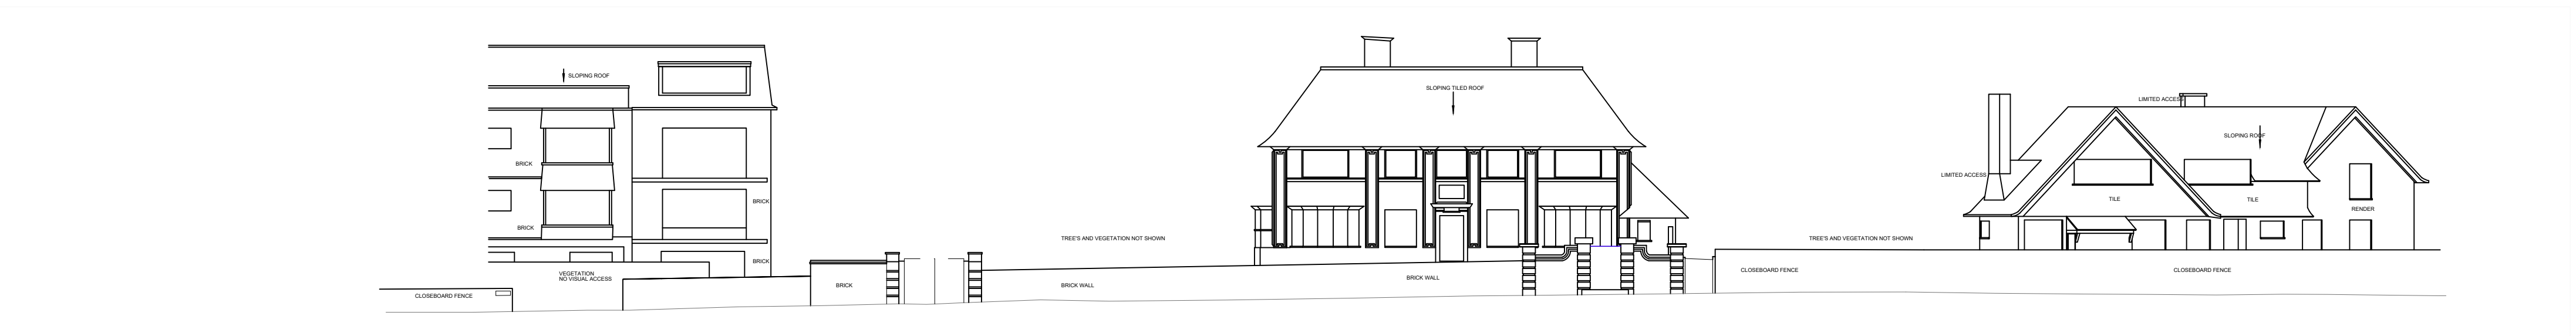 SLOPING ROOF
BRICK
BRICK
BRICK
BRICK
VEGETATION
NO VISUAL ACCESS
CLOSEBOARD FENCE
BRICK
TREE'S AND VEGETATION NOT SHOWN
BRICK WALL
SLOPING TILED ROOF
BRICK WALL
TREE'S AND VEGETATION NOT SHOWN
CLOSEBOARD FENCE
LIMITED ACCESS
LIMITED ACCESS
SLOPING ROOF
TILE
TILE
RENDER
CLOSEBOARD FENCE